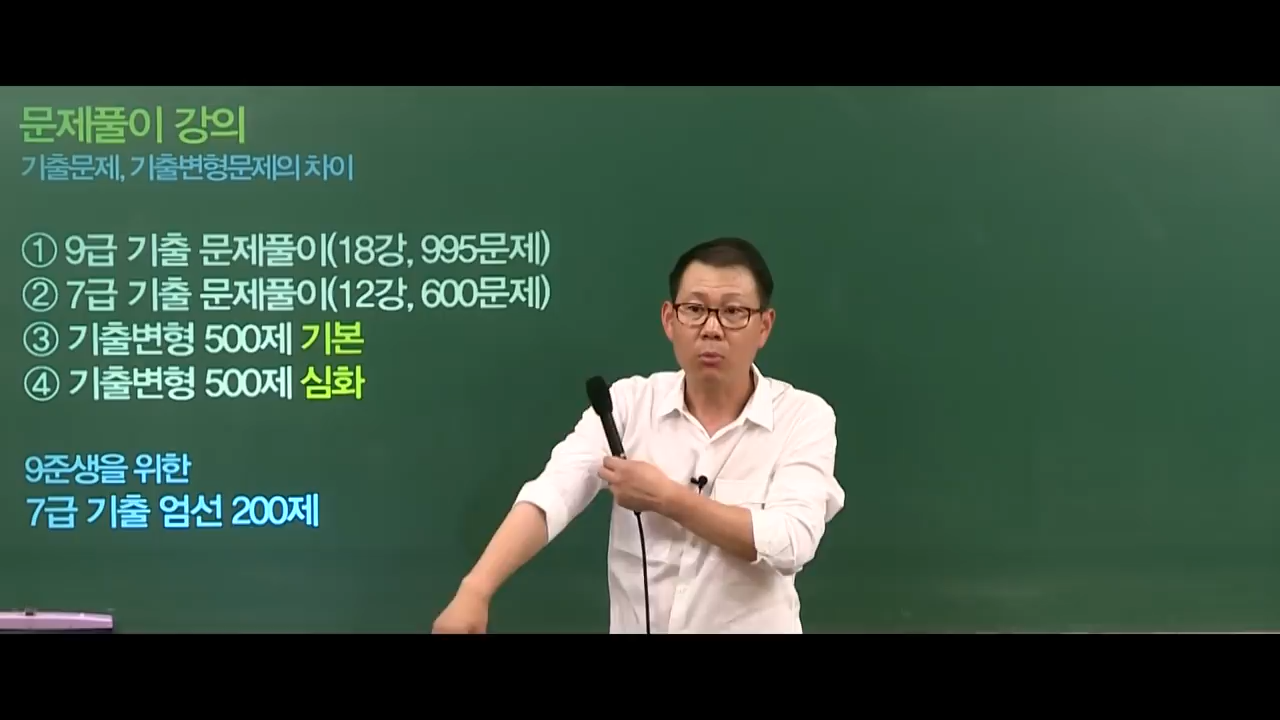 문제풀이 강의
기출문제, 기출변형문제의 차이
① 9급 기출 문제풀이(18강, 995문제)
② 7급 기출 문제풀이(12강, 600문제)
③ 기출변형 500제 기본
④ 기출변형 500제 심화
9준생을 위한
7급 기출 엄선 200제